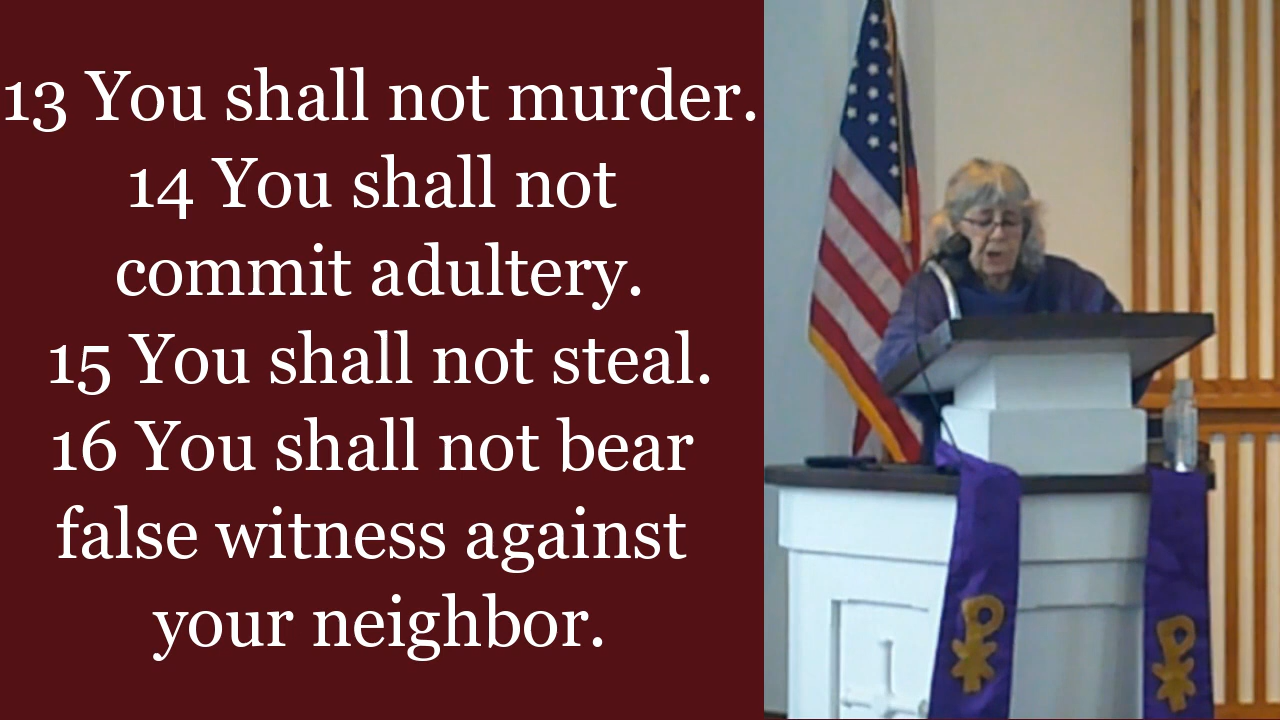 13 You shall not murder.
14 You shall not
commit adultery.
15 You shall not steal.
16 You shall not bear
false witness against
your neighbor.